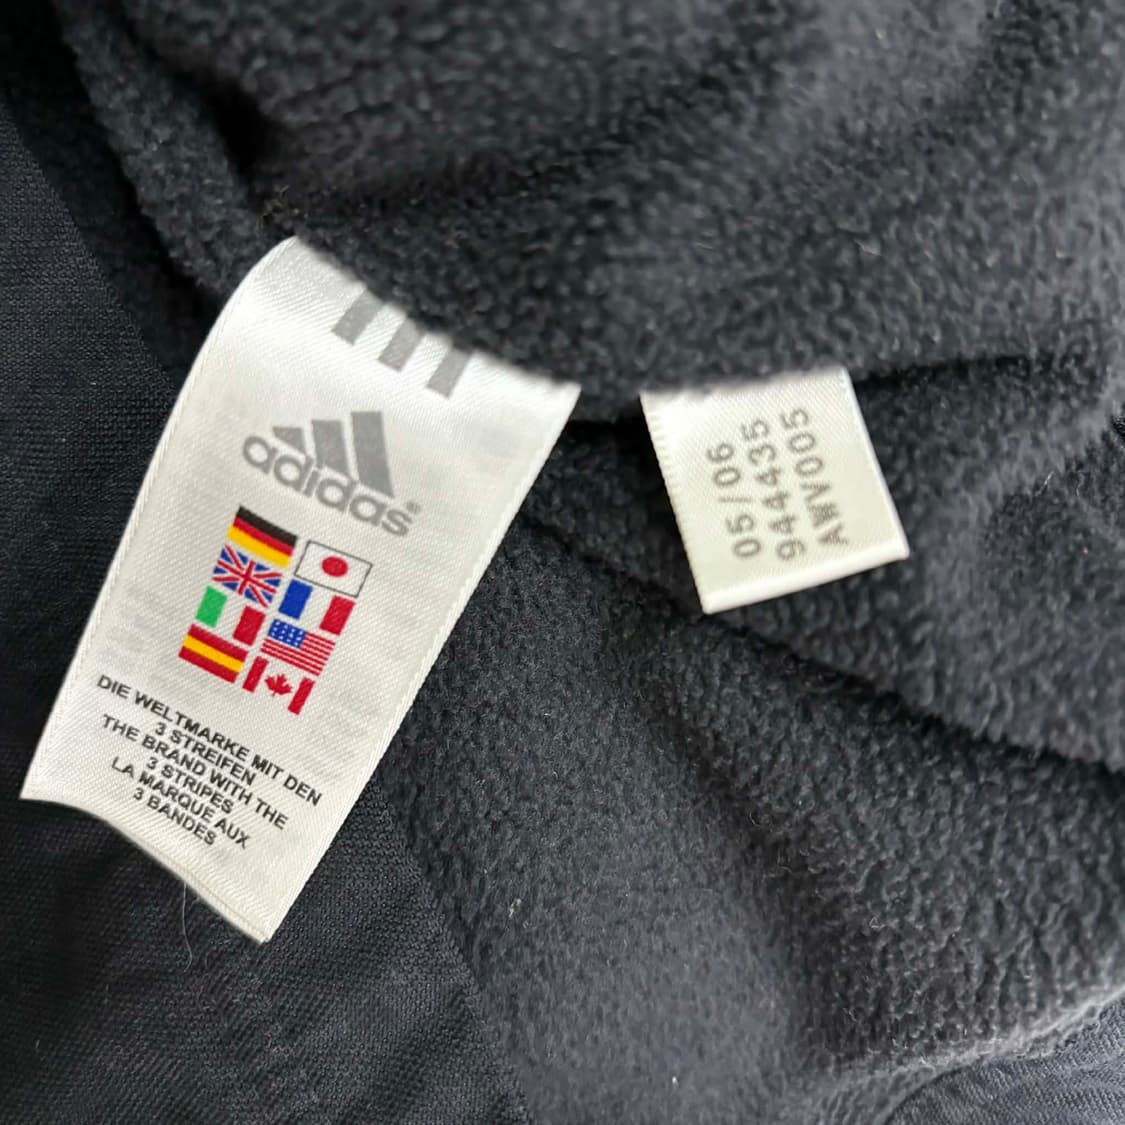 adidas®
DIE WELTMARKE MIT DEN
3 STREIFEN
THE BRAND WITH THE
3 STRIPES
LA MARQUE AUX
3 BANDES
05/06
944435
AWV005